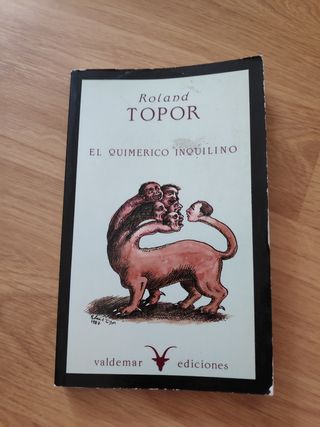 Roland
TOPOR
EL QUIMERICO INQUILINO
valdemar ediciones